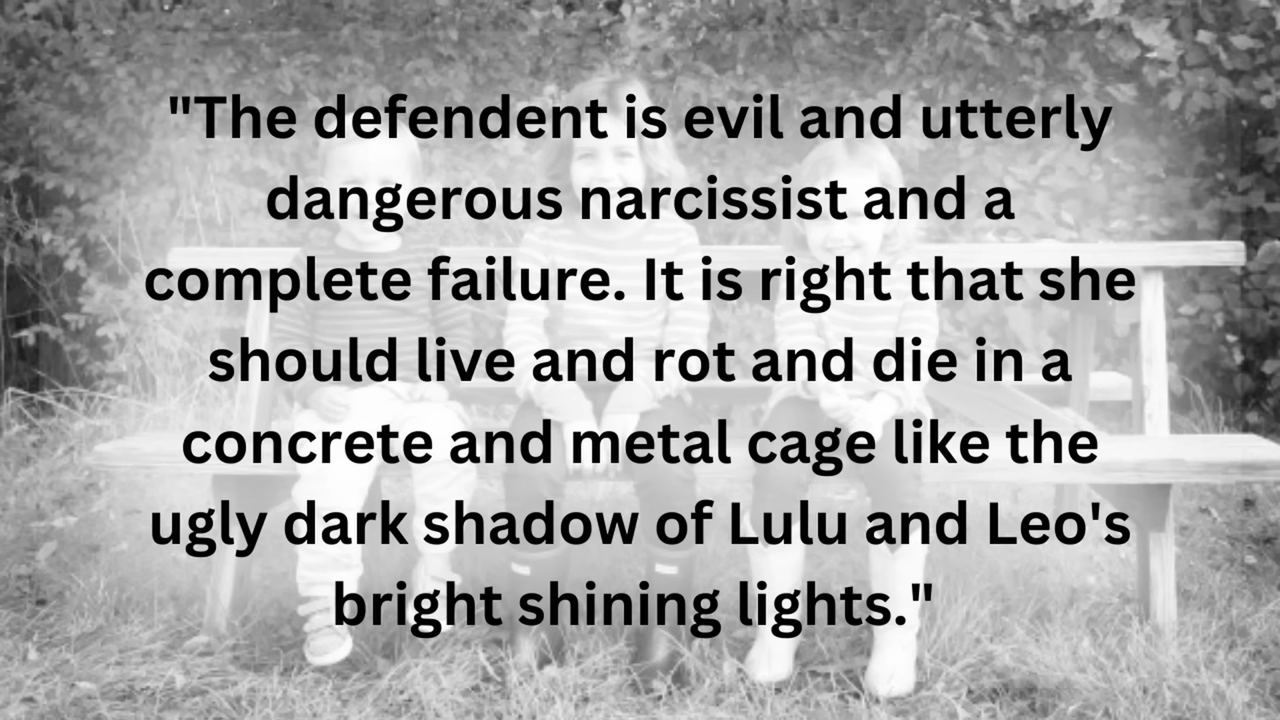 "The defendent is evil and utterly
dangerous narcissist and a
complete failure. It is right that she
should live and rot and die in a
concrete and metal cage like the
ugly dark shadow of Lulu and Leo's
bright shining lights."